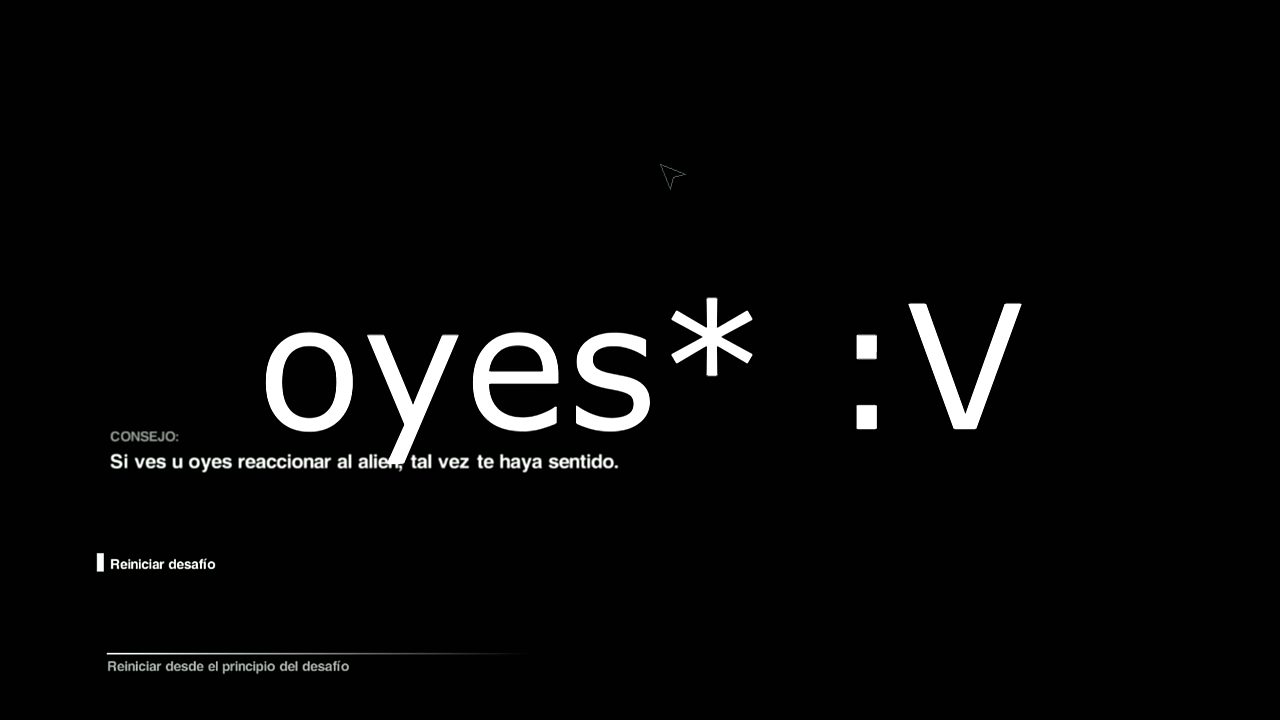 oyes* :V
CONSEJO:
Si ves u oyes reaccionar al alien, tal vez te haya sentido.
Reiniciar desafío
Reiniciar desde el principio del desafío